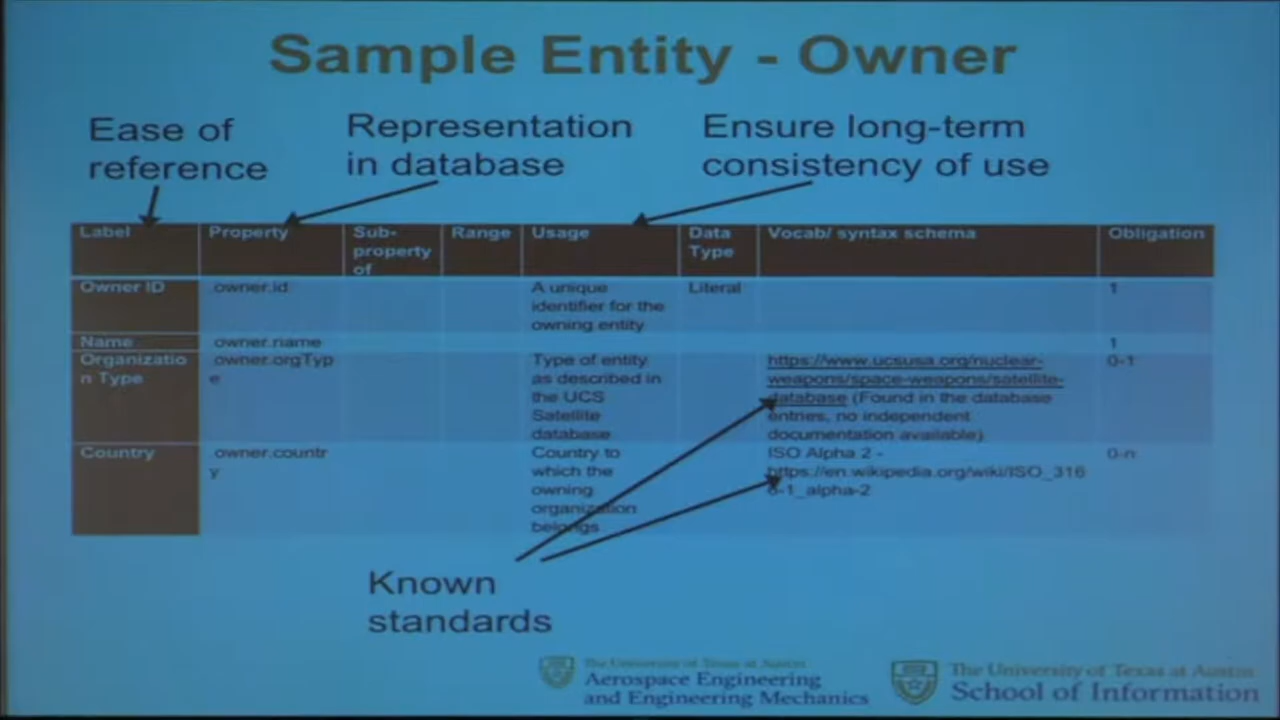 Sample Entity - Owner
Ease of
reference
Representation
in database
Ensure long-term
consistency of use
Label
Property
Sub-
property
of
Range
Usage
Data
Type
Vocab/ syntax schema
Obligation
Owner ID
owner.id
A unique
identifier for the
owning entity
Literal
1
Name
owner.name
1
Organizatio
n Type
owner.orgTyp
e
Type of entity
as described in
the UCS
Satellite
database
https://www.ucsusa.org/nuclear-
weapons/space-weapons/satellite-
database (Found in the database
entries, no independent
documentation available)
0-1
Country
owner.countr
y
Country to
which the
owning
organization
belongs
ISO Alpha 2 -
https://en.wikipedia.org/wiki/ISO_316
6-1_alpha-2
0-n
Known
standards
The University of Texas at Austin
Aerospace Engineering
and Engineering Mechanics
The University of Texas at Austin
School of Information